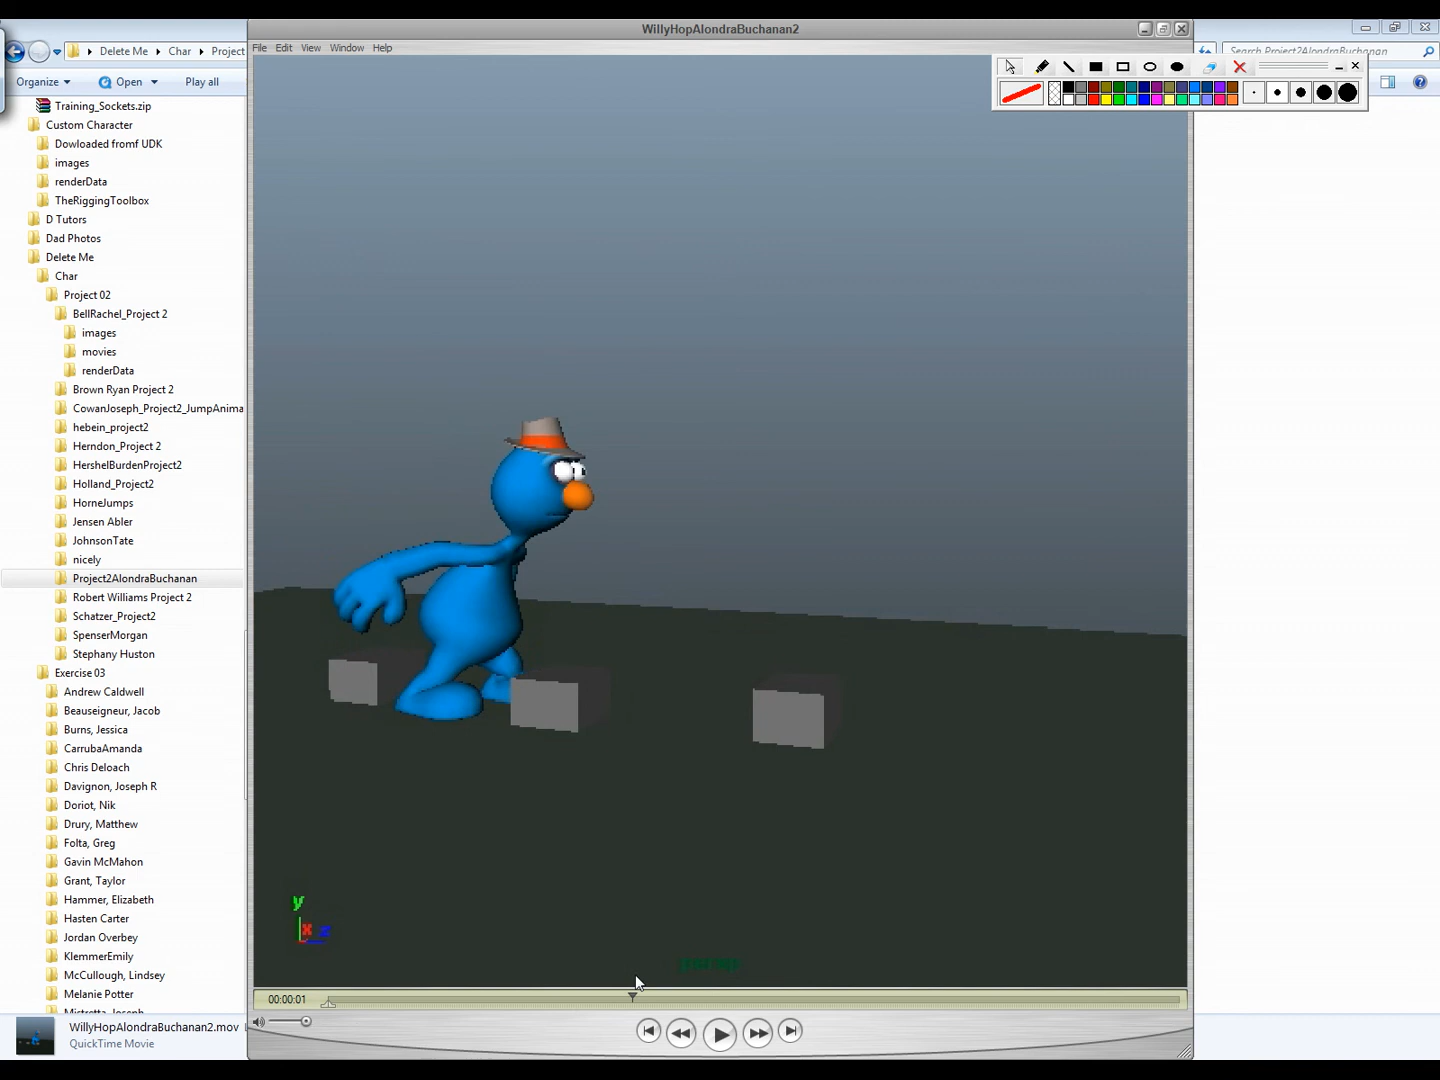 WillyHopAlondraBuchanan2
File Edit View Window Help
Delete Me Char Project
Search Project2AlondraBuchanan
Organize Open Play all
Training_Sockets.zip
Custom Character
Dowloaded fromf UDK
images
renderData
TheRiggingToolbox
D Tutors
Dad Photos
Delete Me
Char
Project 02
BellRachel_Project 2
images
movies
renderData
Brown Ryan Project 2
CowanJoseph_Project2_JumpAnima
hebein_project2
Herndon_Project 2
HershelBurdenProject2
Holland_Project2
HorneJumps
Jensen Abler
JohnsonTate
nicely
Project2AlondraBuchanan
Robert Williams Project 2
Schatzer_Project2
SpenserMorgan
Stephany Huston
Exercise 03
Andrew Caldwell
Beauseigneur, Jacob
Burns, Jessica
CarrubaAmanda
Chris Deloach
Davignon, Joseph R
Doriot, Nik
Drury, Matthew
Folta, Greg
Gavin McMahon
Grant, Taylor
Hammer, Elizabeth
Hasten Carter
Jordan Overbey
KlemmerEmily
McCullough, Lindsey
Melanie Potter
Mistretta, Joseph
y
x z
00:00:01
WillyHopAlondraBuchanan2.mov
QuickTime Movie